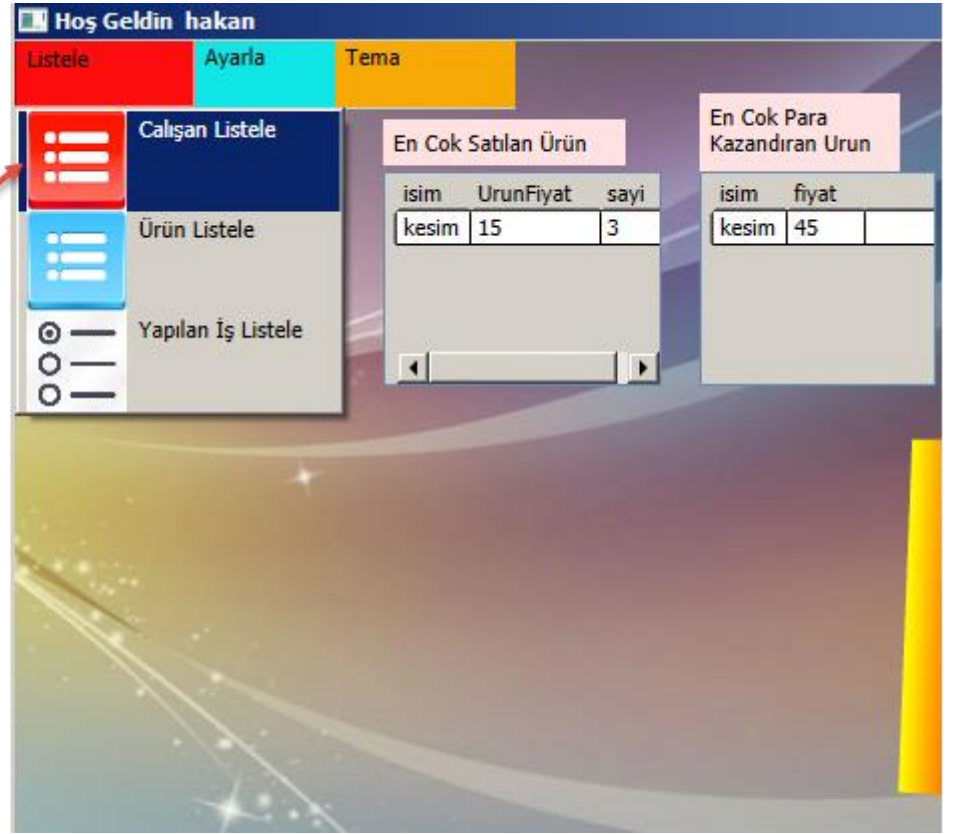 Hoş Geldin hakan
Listele Ayarla Tema
Calışan Listele
Ürün Listele
Yapılan İş Listele
En Cok Satılan Ürün
isim UrunFiyat sayi
kesim 15 3
En Cok Para
Kazandıran Urun
isim fiyat
kesim 45